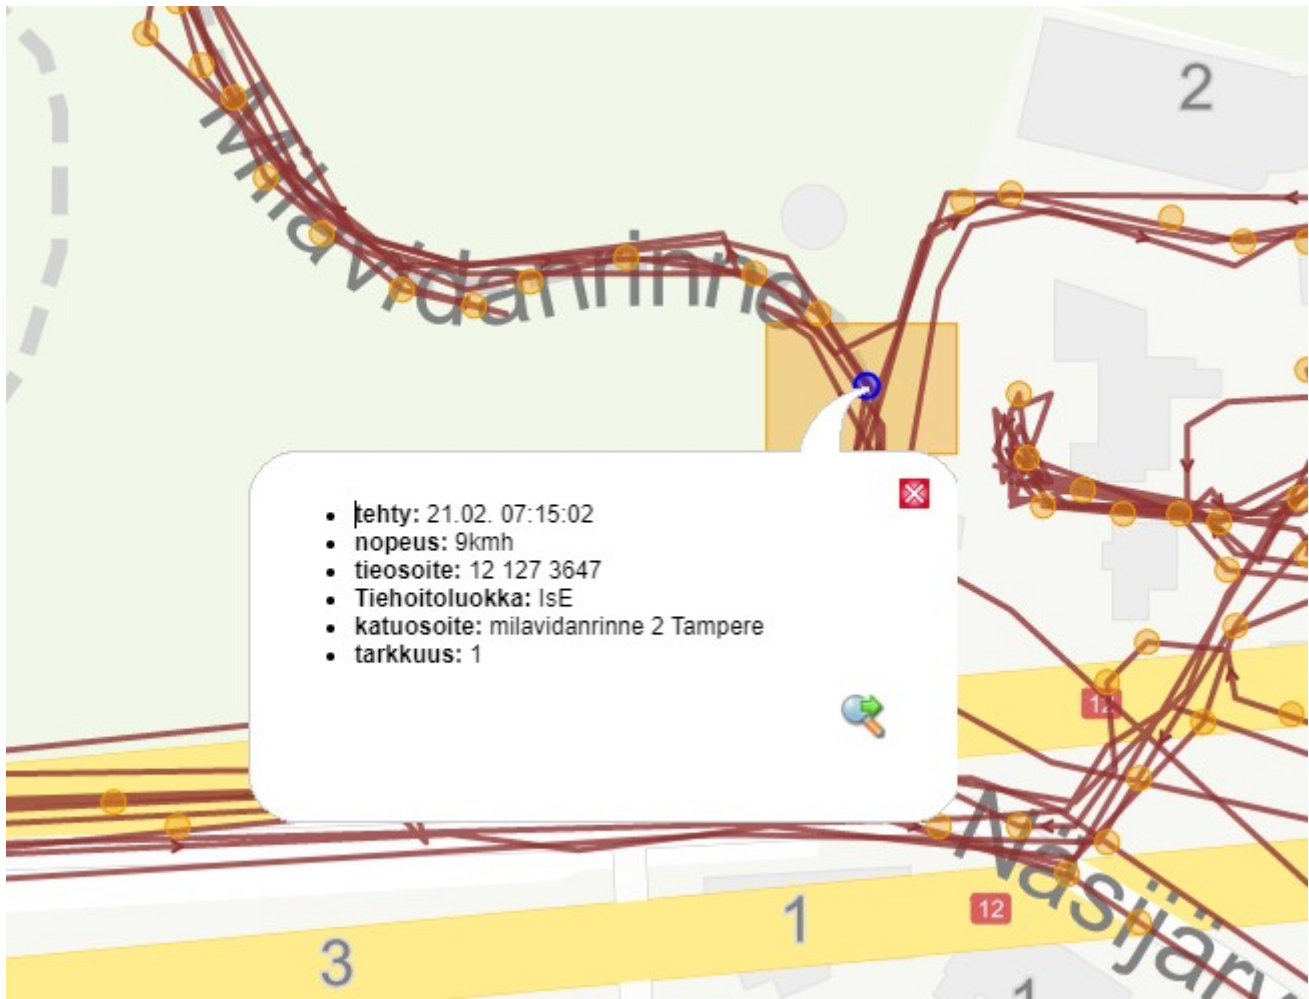 2
Milavidanrinne
tehty: 21.02. 07:15:02
nopeus: 9kmh
tieosoite: 12 127 3647
Tiehoitoluokka: IsE
katuosoite: milavidanrinne 2 Tampere
tarkkuus: 1
12
Näsijärv
12
1
3
1